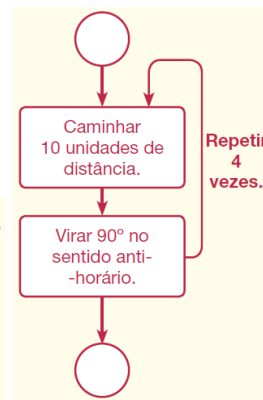 Caminhar
10 unidades de
distância.
Repetir
4
vezes.
Virar 90º no
sentido anti-
-horário.